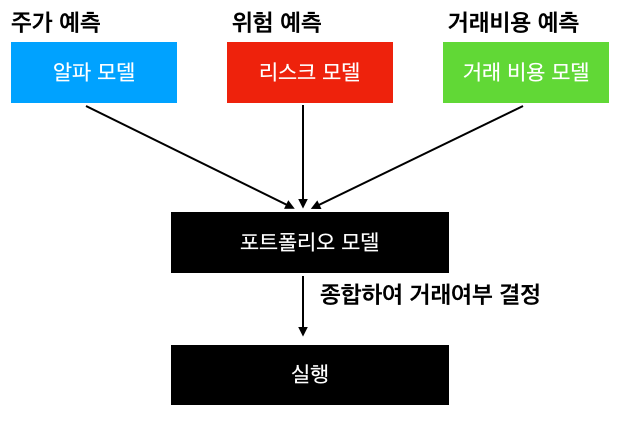 주가 예측
위험 예측
거래비용 예측
알파 모델
리스크 모델
거래 비용 모델
포트폴리오 모델
종합하여 거래여부 결정
실행